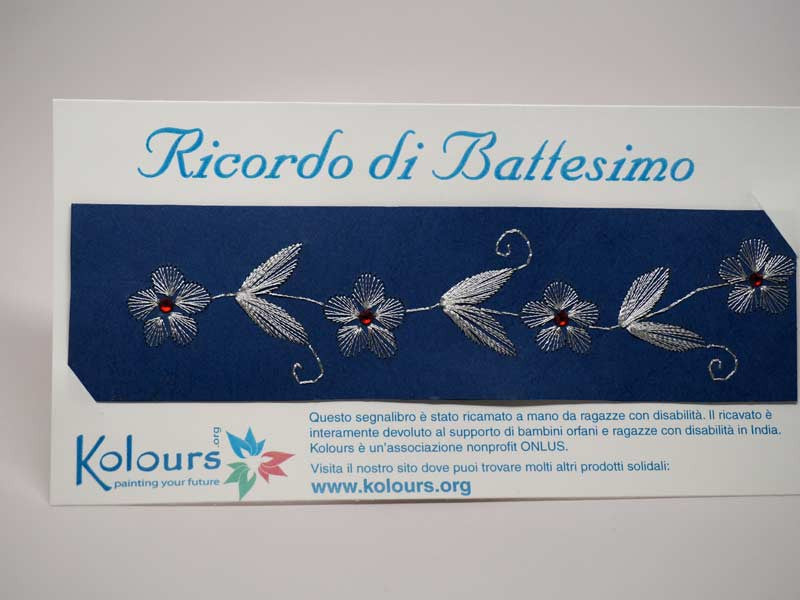 Ricordo di Battesimo
Kolours.org
painting your future
Questo segnalibro è stato ricamato a mano da ragazze con disabilità. Il ricavato è
interamente devoluto al supporto di bambini orfani e ragazze con disabilità in India.
Kolours è un'associazione nonprofit ONLUS.
Visita il nostro sito dove puoi trovare molti altri prodotti solidali:
www.kolours.org